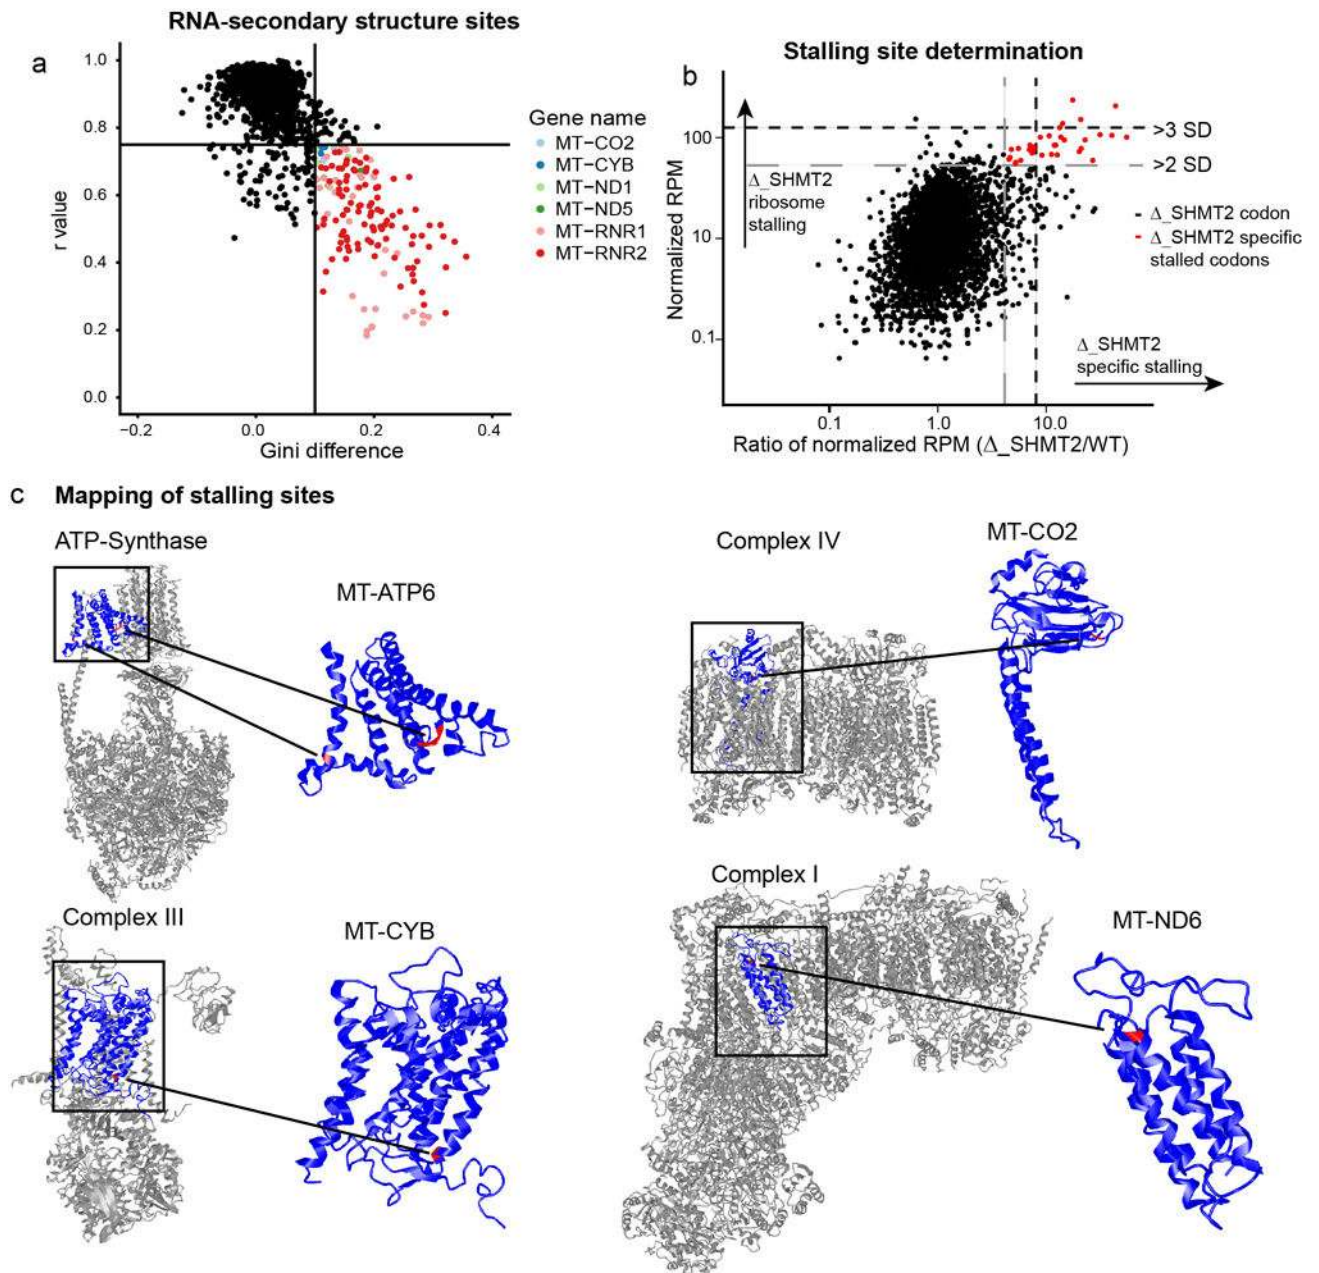 RNA-secondary structure sites
a
1.0
0.8
0.6
0.4
0.2
0.0
r value
−0.2
0.0
0.2
0.4
Gini difference
Gene name
MT−CO2
MT−CYB
MT−ND1
MT−ND5
MT−RNR1
MT−RNR2
Stalling site determination
b
100
10
0.1
Normalized RPM
Δ_SHMT2
ribosome
stalling
>3 SD
>2 SD
Δ_SHMT2 codon
Δ_SHMT2 specific
stalled codons
Δ_SHMT2
specific stalling
0.1
1.0
10.0
Ratio of normalized RPM (Δ_SHMT2/WT)
c Mapping of stalling sites
ATP-Synthase
MT-ATP6
Complex IV
MT-CO2
Complex III
MT-CYB
Complex I
MT-ND6